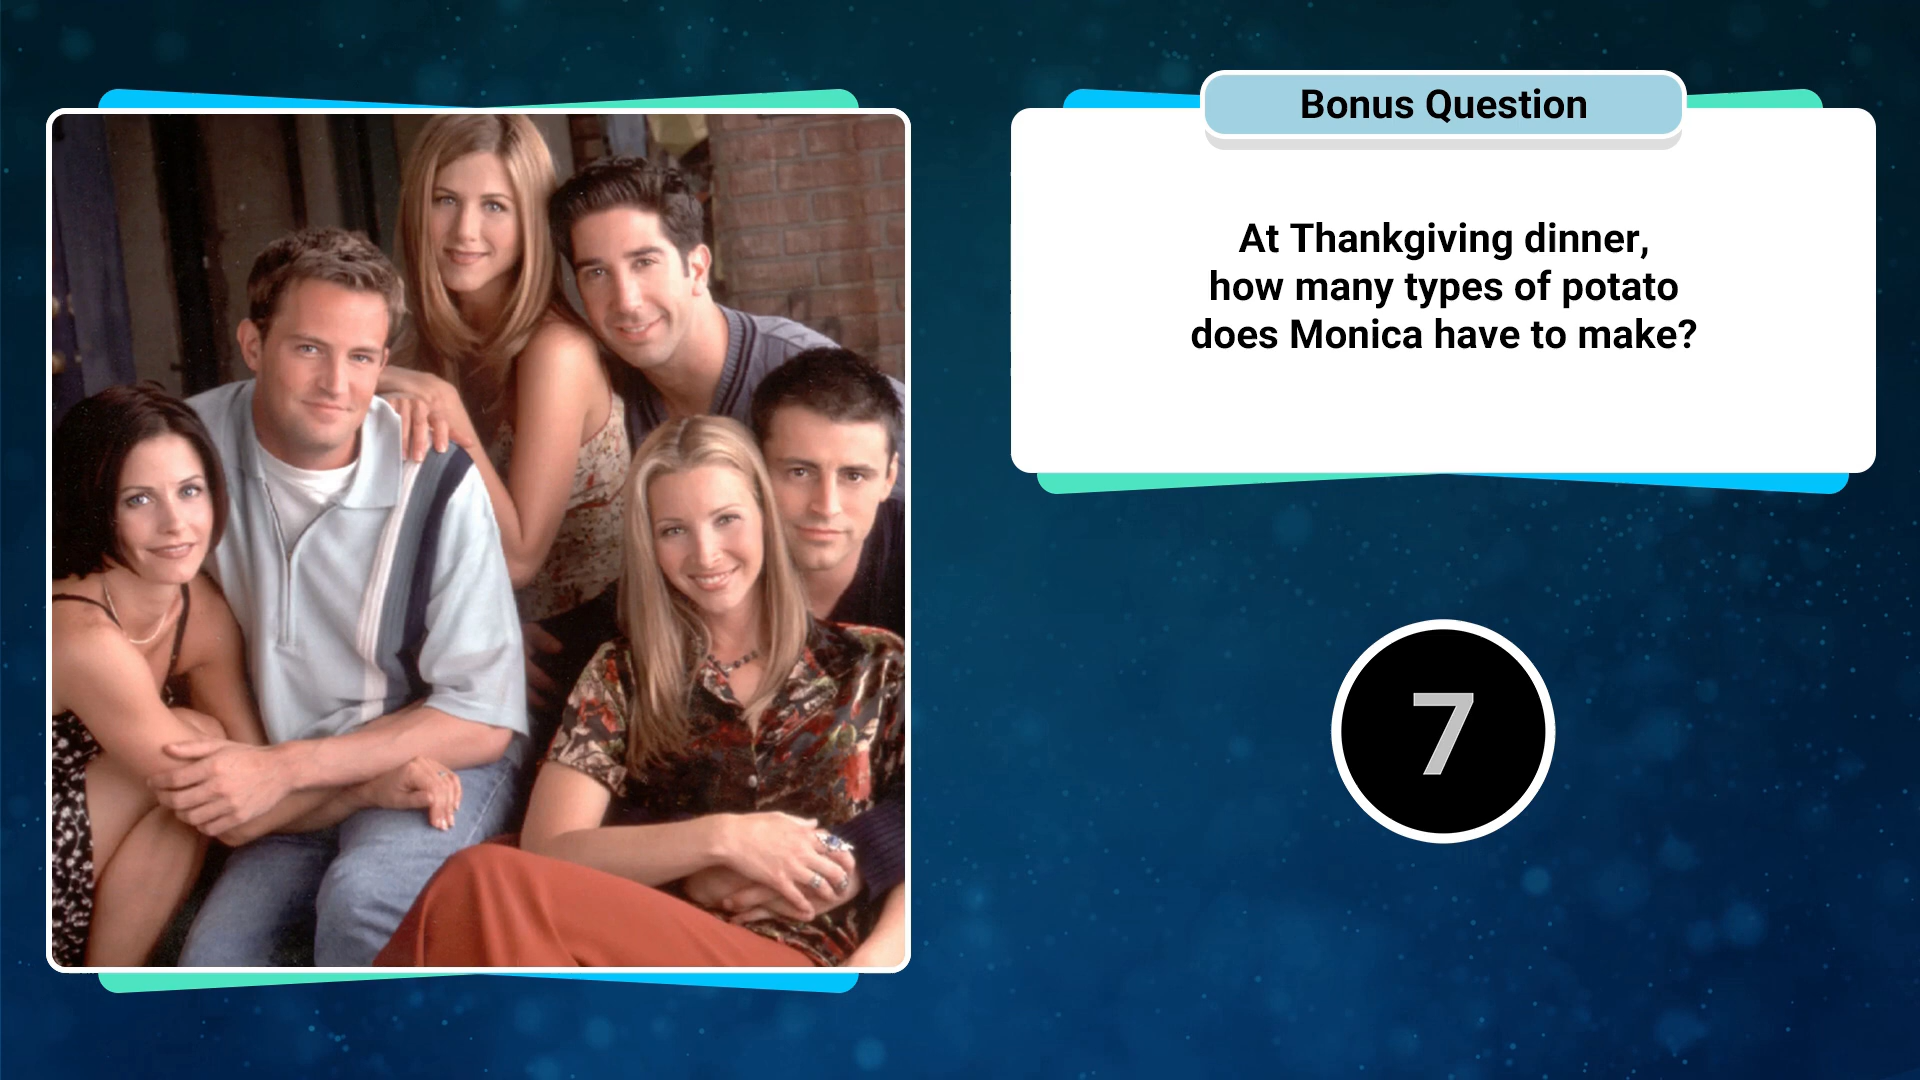 Bonus Question
At Thankgiving dinner,
how many types of potato
does Monica have to make?
7